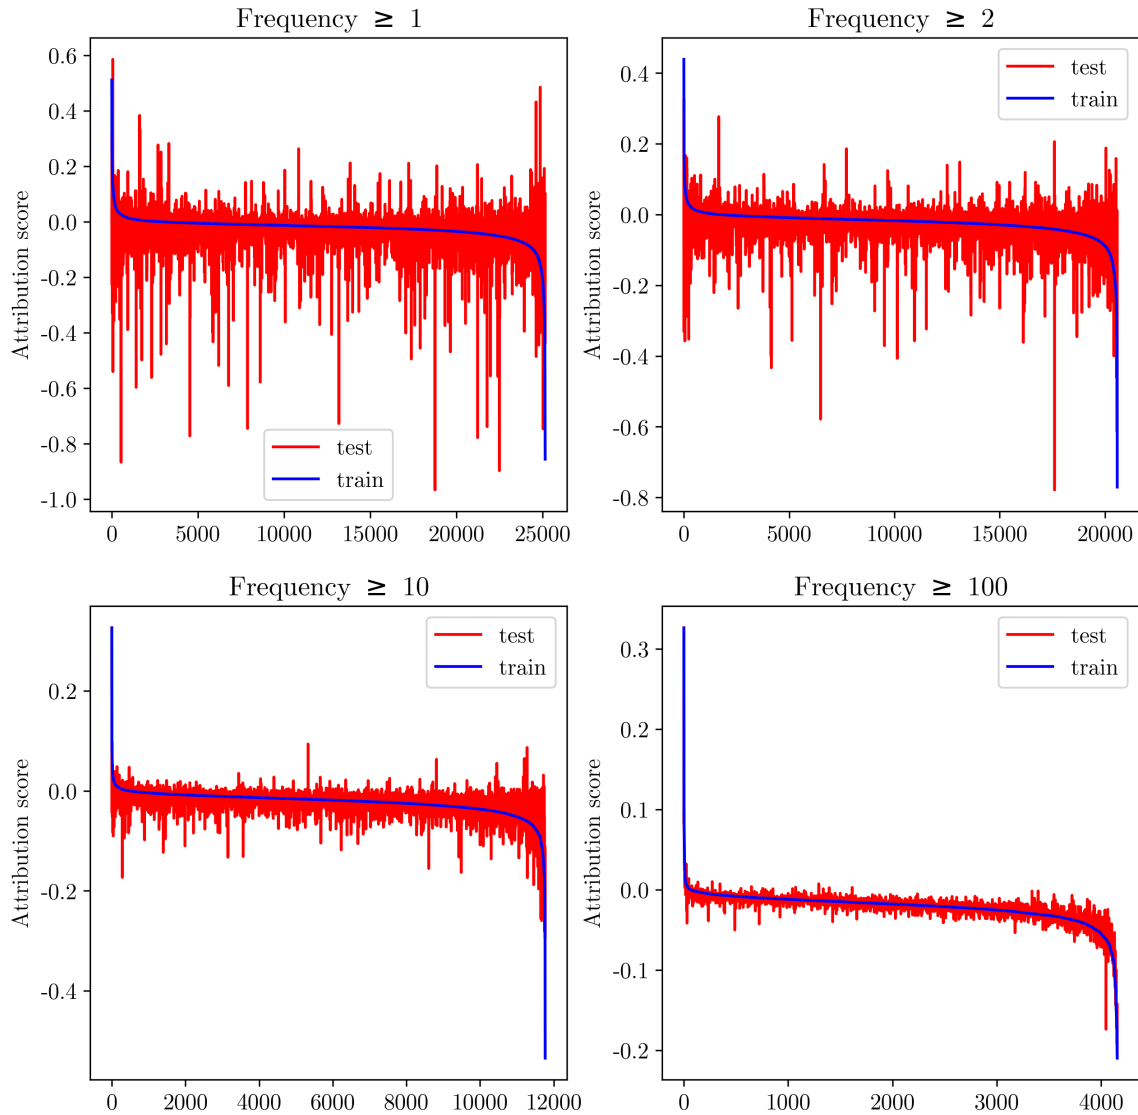 Frequency ≥ 1
Attribution score
0.6
0.4
0.2
0.0
-0.2
-0.4
-0.6
-0.8
-1.0
test
train
0 5000 10000 15000 20000 25000
Frequency ≥ 2
Attribution score
0.4
0.2
0.0
-0.2
-0.4
-0.6
-0.8
test
train
0 5000 10000 15000 20000
Frequency ≥ 10
Attribution score
0.2
0.0
-0.2
-0.4
test
train
0 2000 4000 6000 8000 10000 12000
Frequency ≥ 100
Attribution score
0.3
0.2
0.1
0.0
-0.1
-0.2
test
train
0 1000 2000 3000 4000